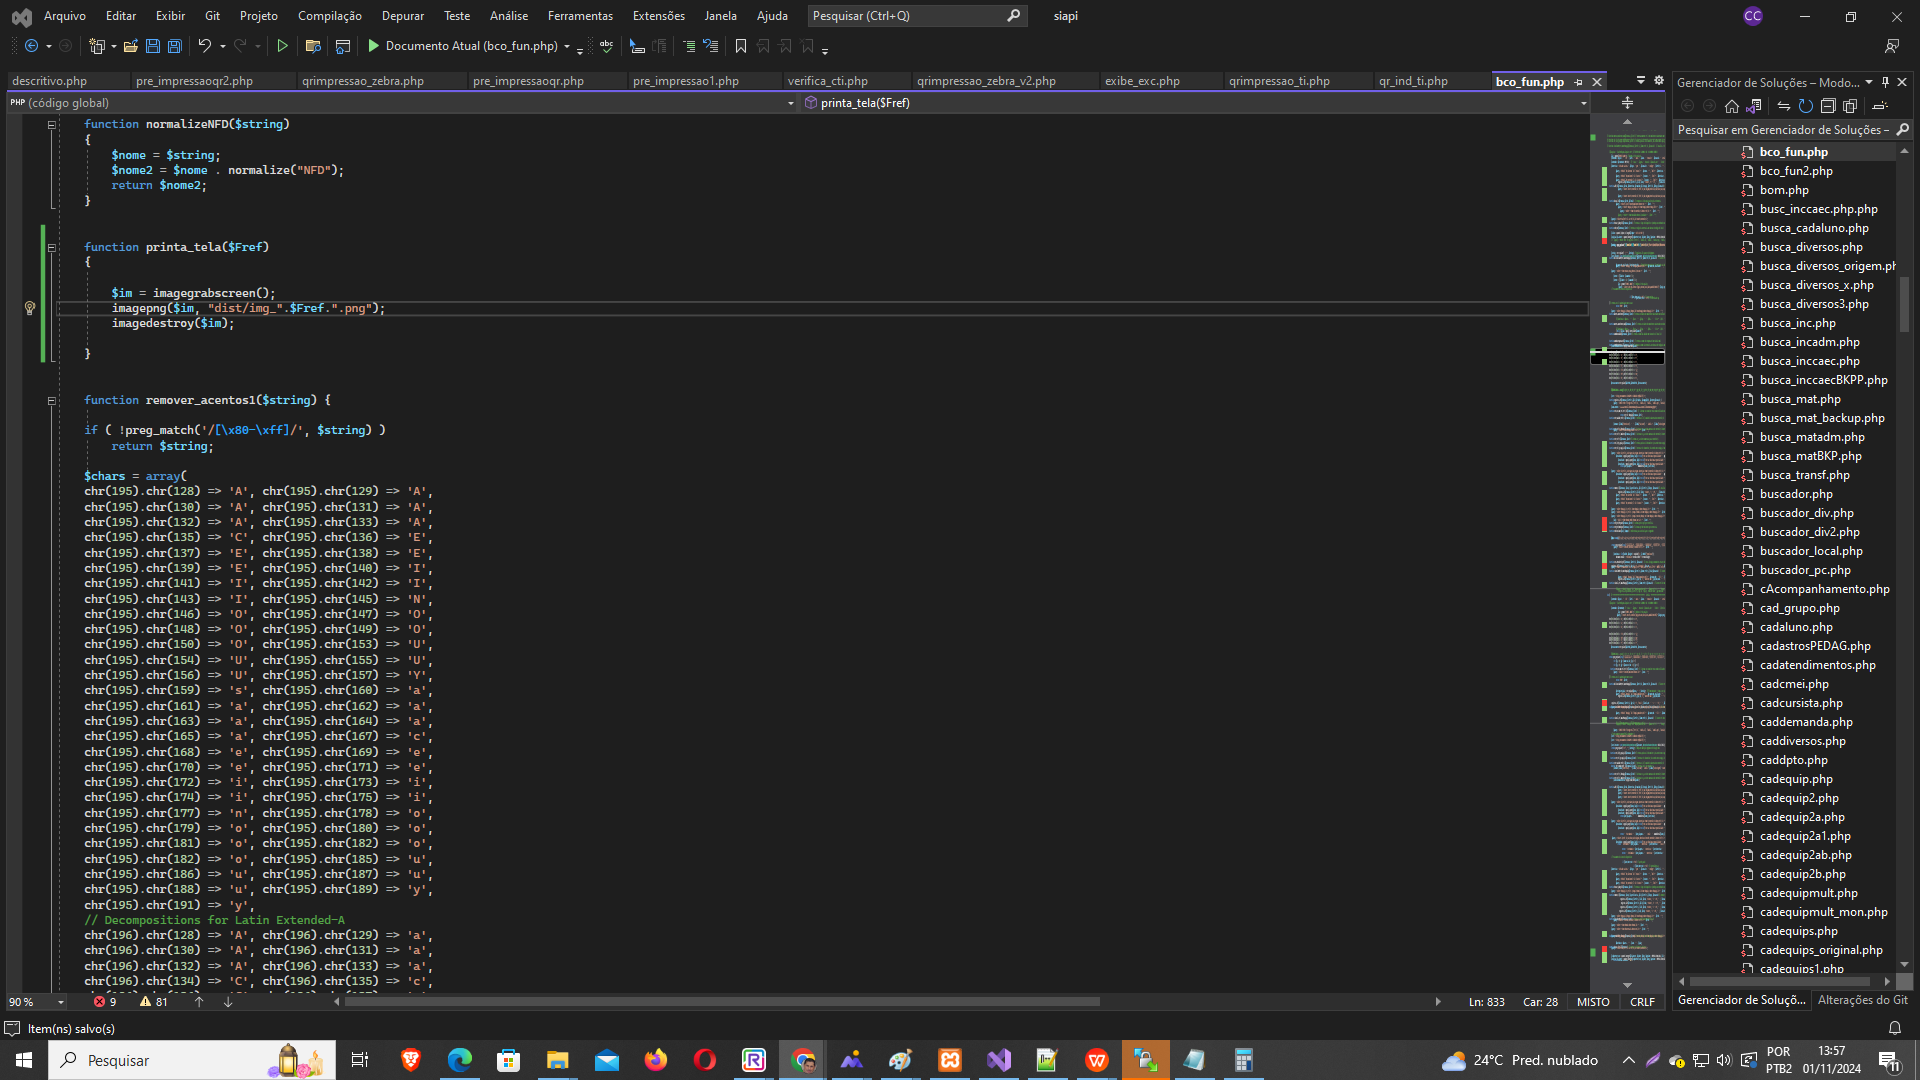 Arquivo Editar Exibir Git Projeto Compilação Depurar Teste Análise Ferramentas Extensões Janela Ajuda Pesquisar (Ctrl+Q) siapi CC
Documento Atual (bco_fun.php)
descritivo.php pre_impressaoqr2.php qrimpressao_zebra.php pre_impressaoqr.php pre_impressao1.php verifica_cti.php qrimpressao_zebra_v2.php exibe_exc.php qrimpressao_ti.php qr_ind_ti.php bco_fun.php
PHP (código global) printa_tela($Fref)
function normalizeNFD($string)
{
$nome = $string;
$nome2 = $nome . normalize("NFD");
return $nome2;
}
function printa_tela($Fref)
{
$im = imagegrabscreen();
imagepng($im, "dist/img_".$Fref.".png");
imagedestroy($im);
}
function remover_acentos1($string) {
if ( !preg_match('/[\x80-\xff]/', $string) )
return $string;
$chars = array(
chr(195).chr(128) => 'A', chr(195).chr(129) => 'A',
chr(195).chr(130) => 'A', chr(195).chr(131) => 'A',
chr(195).chr(132) => 'A', chr(195).chr(133) => 'A',
chr(195).chr(135) => 'C', chr(195).chr(136) => 'E',
chr(195).chr(137) => 'E', chr(195).chr(138) => 'E',
chr(195).chr(139) => 'E', chr(195).chr(140) => 'I',
chr(195).chr(141) => 'I', chr(195).chr(142) => 'I',
chr(195).chr(143) => 'I', chr(195).chr(145) => 'N',
chr(195).chr(146) => 'O', chr(195).chr(147) => 'O',
chr(195).chr(148) => 'O', chr(195).chr(149) => 'O',
chr(195).chr(150) => 'O', chr(195).chr(153) => 'U',
chr(195).chr(154) => 'U', chr(195).chr(155) => 'U',
chr(195).chr(156) => 'U', chr(195).chr(157) => 'Y',
chr(195).chr(159) => 's', chr(195).chr(160) => 'a',
chr(195).chr(161) => 'a', chr(195).chr(162) => 'a',
chr(195).chr(163) => 'a', chr(195).chr(164) => 'a',
chr(195).chr(165) => 'a', chr(195).chr(167) => 'c',
chr(195).chr(168) => 'e', chr(195).chr(169) => 'e',
chr(195).chr(170) => 'e', chr(195).chr(171) => 'e',
chr(195).chr(172) => 'i', chr(195).chr(173) => 'i',
chr(195).chr(174) => 'i', chr(195).chr(175) => 'i',
chr(195).chr(177) => 'n', chr(195).chr(178) => 'o',
chr(195).chr(179) => 'o', chr(195).chr(180) => 'o',
chr(195).chr(181) => 'o', chr(195).chr(182) => 'o',
chr(195).chr(182) => 'o', chr(195).chr(185) => 'u',
chr(195).chr(186) => 'u', chr(195).chr(187) => 'u',
chr(195).chr(188) => 'u', chr(195).chr(189) => 'y',
chr(195).chr(191) => 'y',
// Decompositions for Latin Extended-A
chr(196).chr(128) => 'A', chr(196).chr(129) => 'a',
chr(196).chr(130) => 'A', chr(196).chr(131) => 'a',
chr(196).chr(132) => 'A', chr(196).chr(133) => 'a',
chr(196).chr(134) => 'C', chr(196).chr(135) => 'c',
90 % 9 81 Ln: 833 Car: 28 MISTO CRLF
Gerenciador de Soluções – Modo...
Pesquisar em Gerenciador de Soluções –
bco_fun.php
bco_fun2.php
bom.php
busc_inccaec.php.php
busca_cadaluno.php
busca_diversos.php
busca_diversos_origem.ph
busca_diversos_x.php
busca_diversos3.php
busca_inc.php
busca_incadm.php
busca_inccaec.php
busca_inccaecBKPP.php
busca_mat.php
busca_mat_backup.php
busca_matadm.php
busca_matBKP.php
busca_transf.php
buscador.php
buscador_div.php
buscador_div2.php
buscador_local.php
buscador_pc.php
cAcompanhamento.php
cad_grupo.php
cadaluno.php
cadastrosPEDAG.php
cadatendimentos.php
cadcmei.php
cadcursista.php
caddemanda.php
caddiversos.php
caddpto.php
cadequip.php
cadequip2.php
cadequip2a.php
cadequip2a1.php
cadequip2ab.php
cadequip2b.php
cadequipmult.php
cadequipmult_mon.php
cadequips.php
cadequips_original.php
cadequips1.php
Gerenciador de Soluçõ... Alterações do Git
Item(ns) salvo(s)
Pesquisar
24°C Pred. nublado
POR
PTB2
13:57
01/11/2024
11